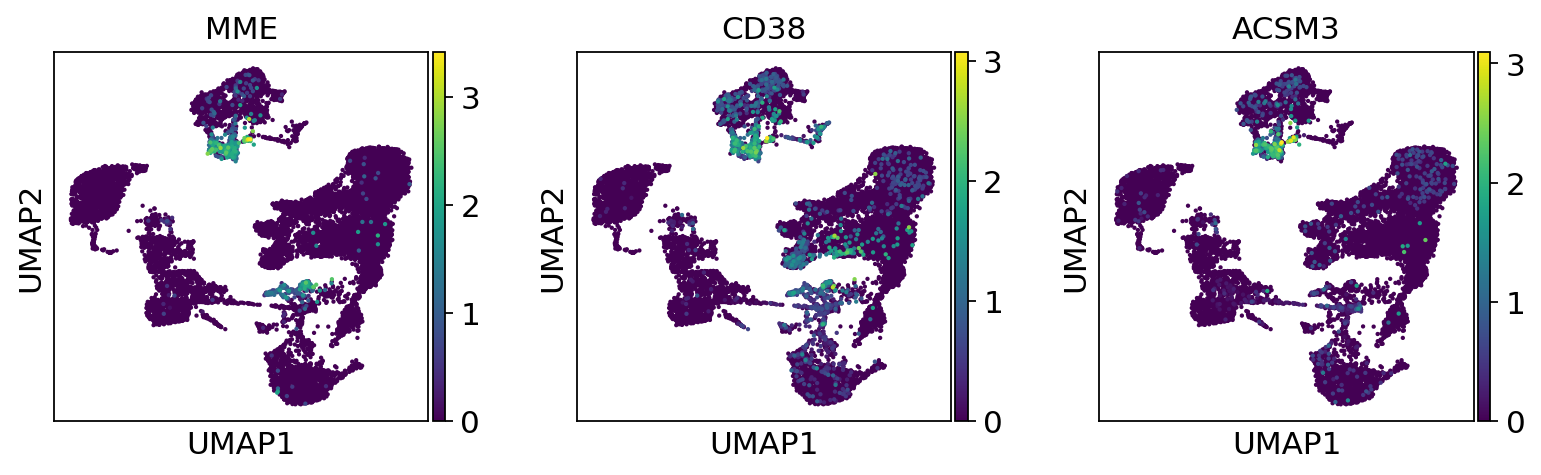 MME CD38 ACSM3
UMAP2 3 2 1 0 UMAP2 3 2 1 0 UMAP2 3 2 1 0
UMAP1 UMAP1 UMAP1